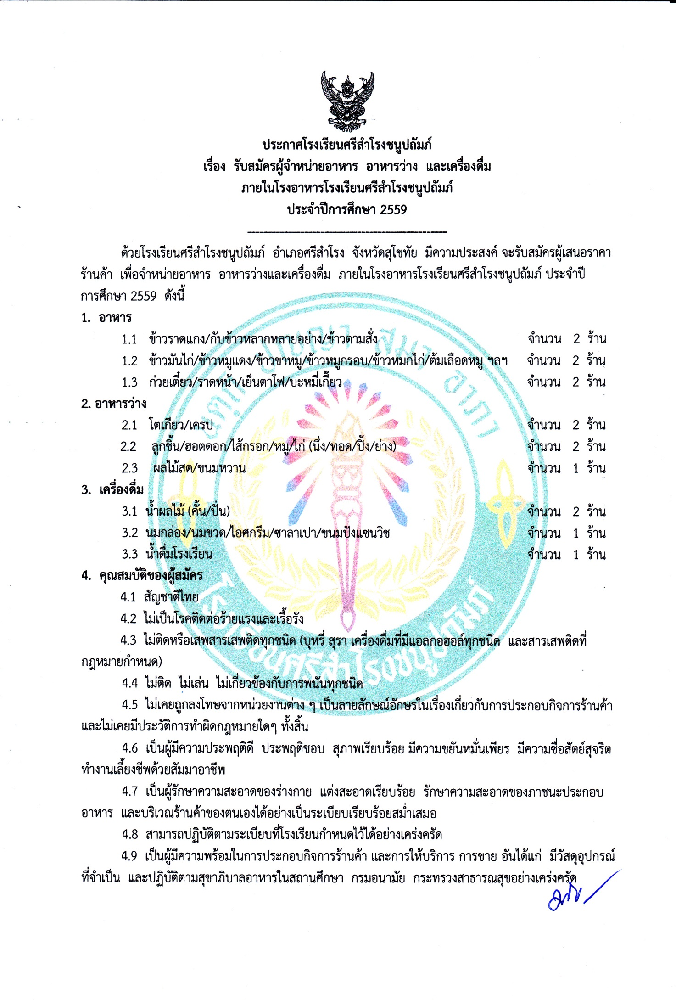 ประกาศโรงเรียนศรีสำโรงชนูปถัมภ์
เรื่อง รับสมัครผู้จำหน่ายอาหาร อาหารว่าง และเครื่องดื่ม
ภายในโรงอาหารโรงเรียนศรีสำโรงชนูปถัมภ์
ประจำปีการศึกษา 2559
ด้วยโรงเรียนศรีสำโรงชนูปถัมภ์ อำเภอศรีสำโรง จังหวัดสุโขทัย มีความประสงค์ จะรับสมัครผู้เสนอราคา
ร้านค้า เพื่อจำหน่ายอาหาร อาหารว่างและเครื่องดื่ม ภายในโรงอาหารโรงเรียนศรีสำโรงชนูปถัมภ์ ประจำปี
การศึกษา 2559 ดังนี้
1. อาหาร
1.1 ข้าวราดแกง/กับข้าวหลากหลายอย่าง/ข้าวตามสั่ง จำนวน 2 ร้าน
1.2 ข้าวมันไก่/ข้าวหมูแดง/ข้าวขาหมู/ข้าวหมูกรอบ/ข้าวหมกไก่/ต้มเลือดหมู ฯลฯ จำนวน 2 ร้าน
1.3 ก๋วยเตี๋ยว/ราดหน้า/เย็นตาโฟ/บะหมี่เกี๊ยว จำนวน 2 ร้าน
2. อาหารว่าง
2.1 โตเกียว/เครป จำนวน 2 ร้าน
2.2 ลูกชิ้น/ฮอตดอก/ไส้กรอก/หมู/ไก่ (นึ่ง/ทอด/ปิ้ง/ย่าง) จำนวน 2 ร้าน
2.3 ผลไม้สด/ขนมหวาน จำนวน 1 ร้าน
3. เครื่องดื่ม
3.1 น้ำผลไม้ (คั้น/ปั่น) จำนวน 2 ร้าน
3.2 นมกล่อง/นมขวด/ไอศกรีม/ซาลาเปา/ขนมปังแซนวิช จำนวน 1 ร้าน
3.3 น้ำดื่มโรงเรียน จำนวน 1 ร้าน
4. คุณสมบัติของผู้สมัคร
4.1 สัญชาติไทย
4.2 ไม่เป็นโรคติดต่อร้ายแรงและเรื้อรัง
4.3 ไม่ติดหรือเสพสารเสพติดทุกชนิด (บุหรี่ สุรา เครื่องดื่มที่มีแอลกอฮอล์ทุกชนิด และสารเสพติดที่
กฎหมายกำหนด)
4.4 ไม่ติด ไม่เล่น ไม่เกี่ยวข้องกับการพนันทุกชนิด
4.5 ไม่เคยถูกลงโทษจากหน่วยงานต่าง ๆ เป็นลายลักษณ์อักษรในเรื่องเกี่ยวกับการประกอบกิจการร้านค้า
และไม่เคยมีประวัติการทำผิดกฎหมายใดๆ ทั้งสิ้น
4.6 เป็นผู้มีความประพฤติดี ประพฤติชอบ สุภาพเรียบร้อย มีความขยันหมั่นเพียร มีความซื่อสัตย์สุจริต
ทำงานเลี้ยงชีพด้วยสัมมาอาชีพ
4.7 เป็นผู้รักษาความสะอาดของร่างกาย แต่งสะอาดเรียบร้อย รักษาความสะอาดของภาชนะประกอบ
อาหาร และบริเวณร้านค้าของตนเองได้อย่างเป็นระเบียบเรียบร้อยสม่ำเสมอ
4.8 สามารถปฏิบัติตามระเบียบที่โรงเรียนกำหนดไว้ได้อย่างเคร่งครัด
4.9 เป็นผู้มีความพร้อมในการประกอบกิจการร้านค้า และการให้บริการ การขาย อันได้แก่ มีวัสดุอุปกรณ์
ที่จำเป็น และปฏิบัติตามสุขาภิบาลอาหารในสถานศึกษา กรมอนามัย กระทรวงสาธารณสุขอย่างเคร่งครัด
โรงเรียนศรีสำโรงชนูปถัมภ์